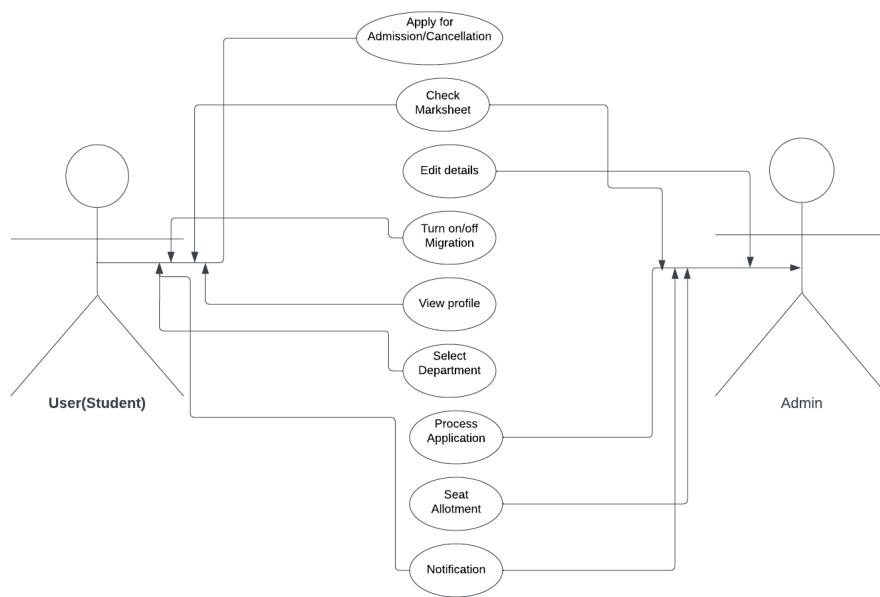 Apply for
Admission/Cancellation
Check
Marksheet
Edit details
Turn on/off
Migration
View profile
Select
Department
User(Student)
Admin
Process
Application
Seat
Allotment
Notification